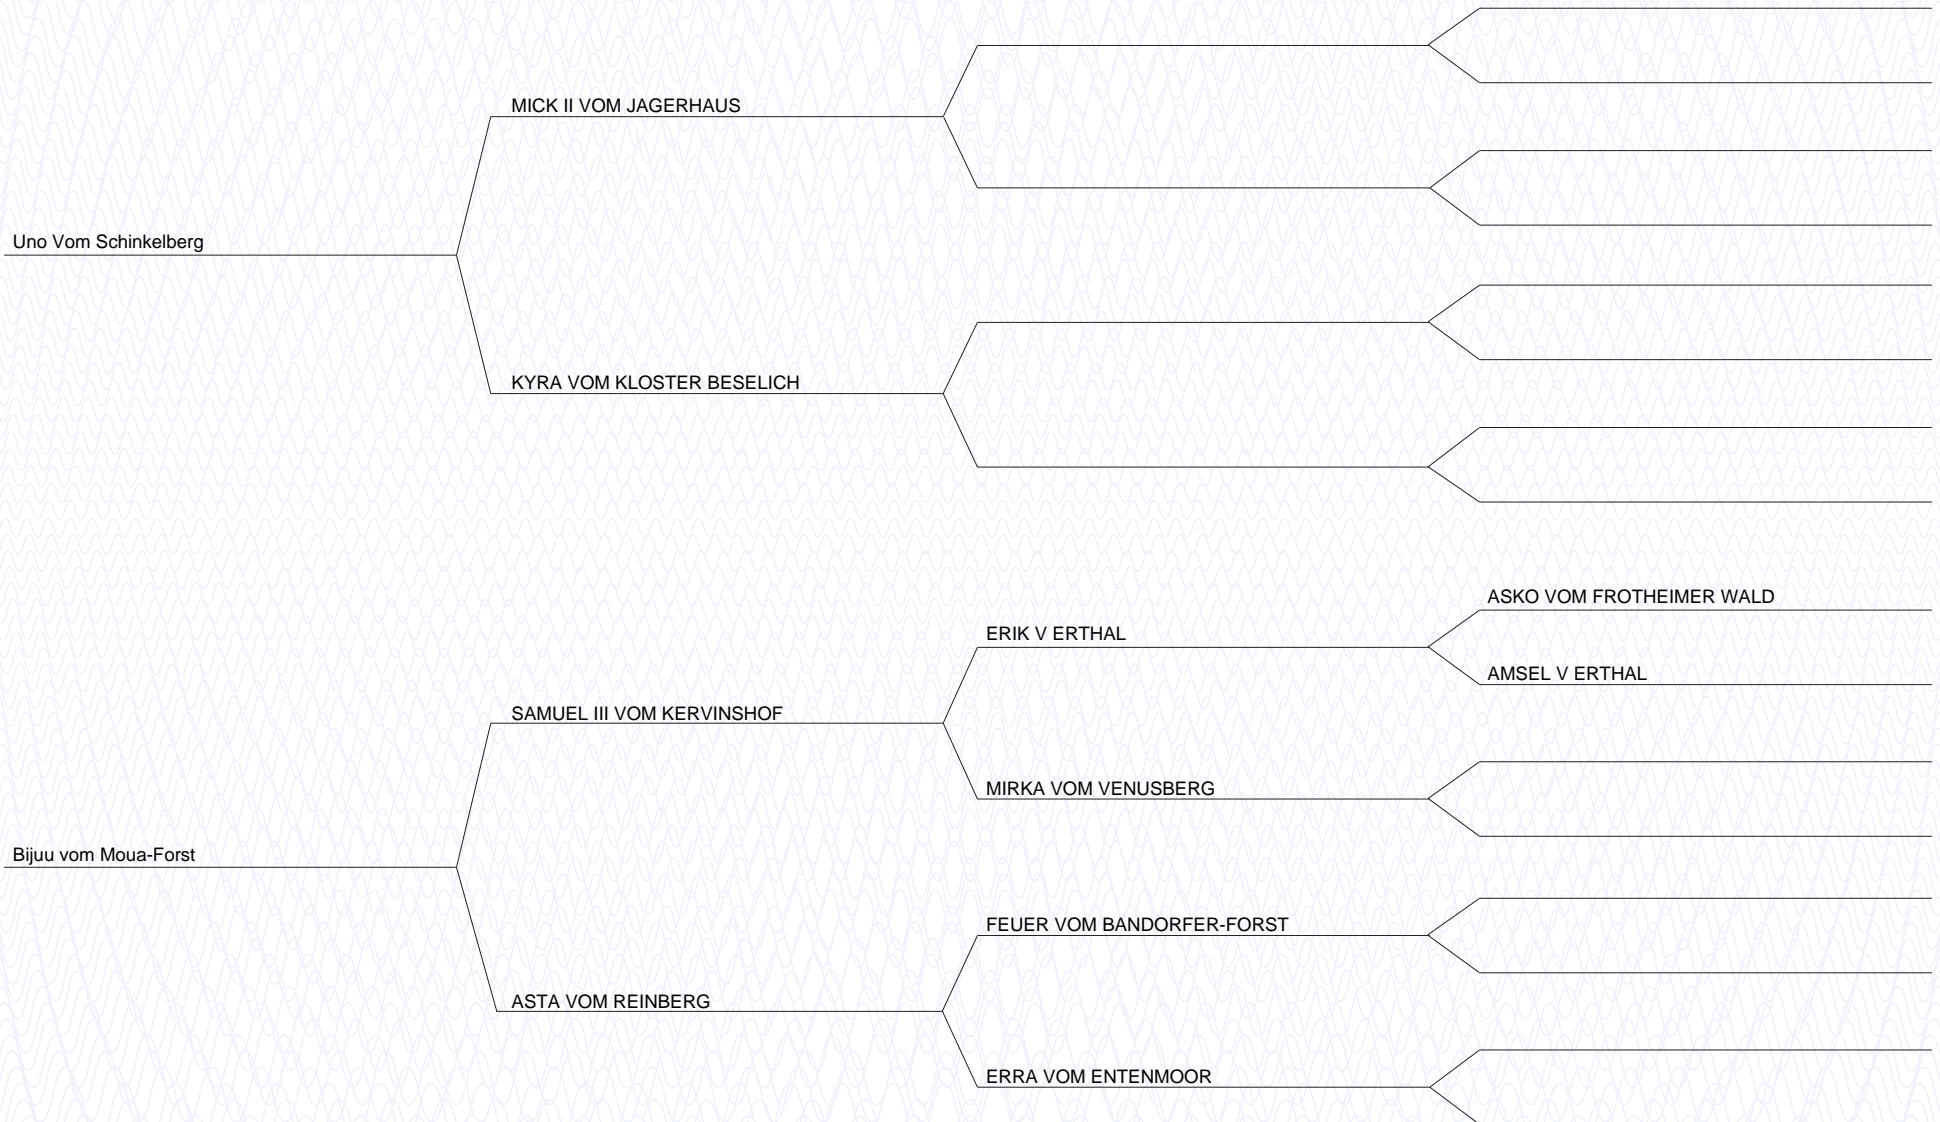 MICK II VOM JAGERHAUS
Uno Vom Schinkelberg
KYRA VOM KLOSTER BESELICH
ASKO VOM FROTHEIMER WALD
ERIK V ERTHAL
AMSEL V ERTHAL
SAMUEL III VOM KERVINSHOF
MIRKA VOM VENUSBERG
Bijuu vom Moua-Forst
FEUER VOM BANDORFER-FORST
ASTA VOM REINBERG
ERRA VOM ENTENMOOR